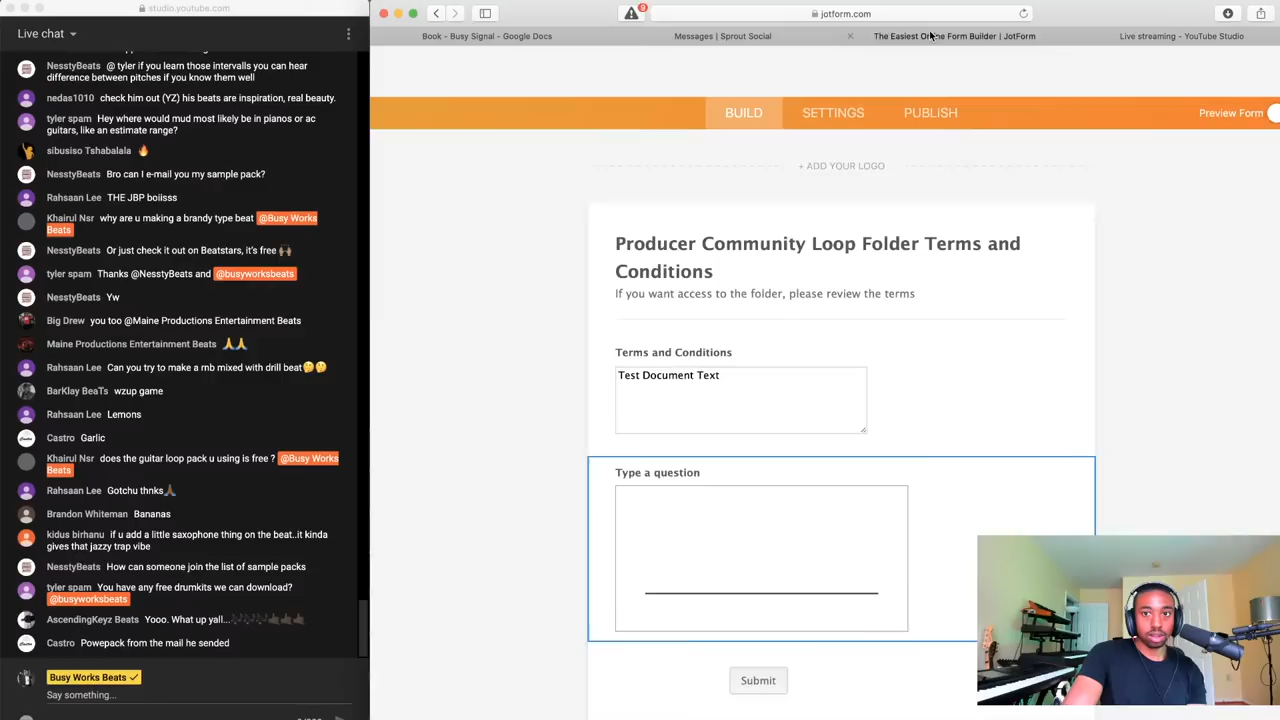 studio.youtube.com
Live chat
NesstyBeats @ tyler if you learn those intervalls you can hear
difference between pitches if you know them well
nedas1010 check him out (YZ) his beats are inspiration, real beauty.
tyler spam Hey where would mud most likely be in pianos or ac
guitars, like an estimate range?
sibusiso Tshabalala 🔥
NesstyBeats Bro can I e-mail you my sample pack?
Rahsaan Lee THE JBP boiisss
Khairul Nsr why are u making a brandy type beat @Busy Works
Beats
NesstyBeats Or just check it out on Beatstars, it's free 🙌🏽
tyler spam Thanks @NesstyBeats and @busyworksbeats
NesstyBeats Yw
Big Drew you too @Maine Productions Entertainment Beats
Maine Productions Entertainment Beats 🙏🙏
Rahsaan Lee Can you try to make a rnb mixed with drill beat🤔🤔
BarKlay BeaTs wzup game
Rahsaan Lee Lemons
Castro Garlic
Khairul Nsr does the guitar loop pack u using is free ? @Busy Works
Beats
Rahsaan Lee Gotchu thnks🙏🏽
Brandon Whiteman Bananas
kidus birhanu if u add a little saxophone thing on the beat..it kinda
gives that jazzy trap vibe
NesstyBeats How can someone join the list of sample packs
tyler spam You have any free drumkits we can download?
@busyworksbeats
AscendingKeyz Beats Yooo. What up yall...🎶🎶🎶🤙🏿🤙🏿🤙🏿
Castro Powepack from the mail he sended
Busy Works Beats ✓
Say something...
jotform.com
9
Book - Busy Signal - Google Docs
Messages | Sprout Social
The Easiest Online Form Builder | JotForm
Live streaming - YouTube Studio
BUILD
SETTINGS
PUBLISH
Preview Form
+ ADD YOUR LOGO
Producer Community Loop Folder Terms and
Conditions
If you want access to the folder, please review the terms
Terms and Conditions
Test Document Text
Type a question
Submit